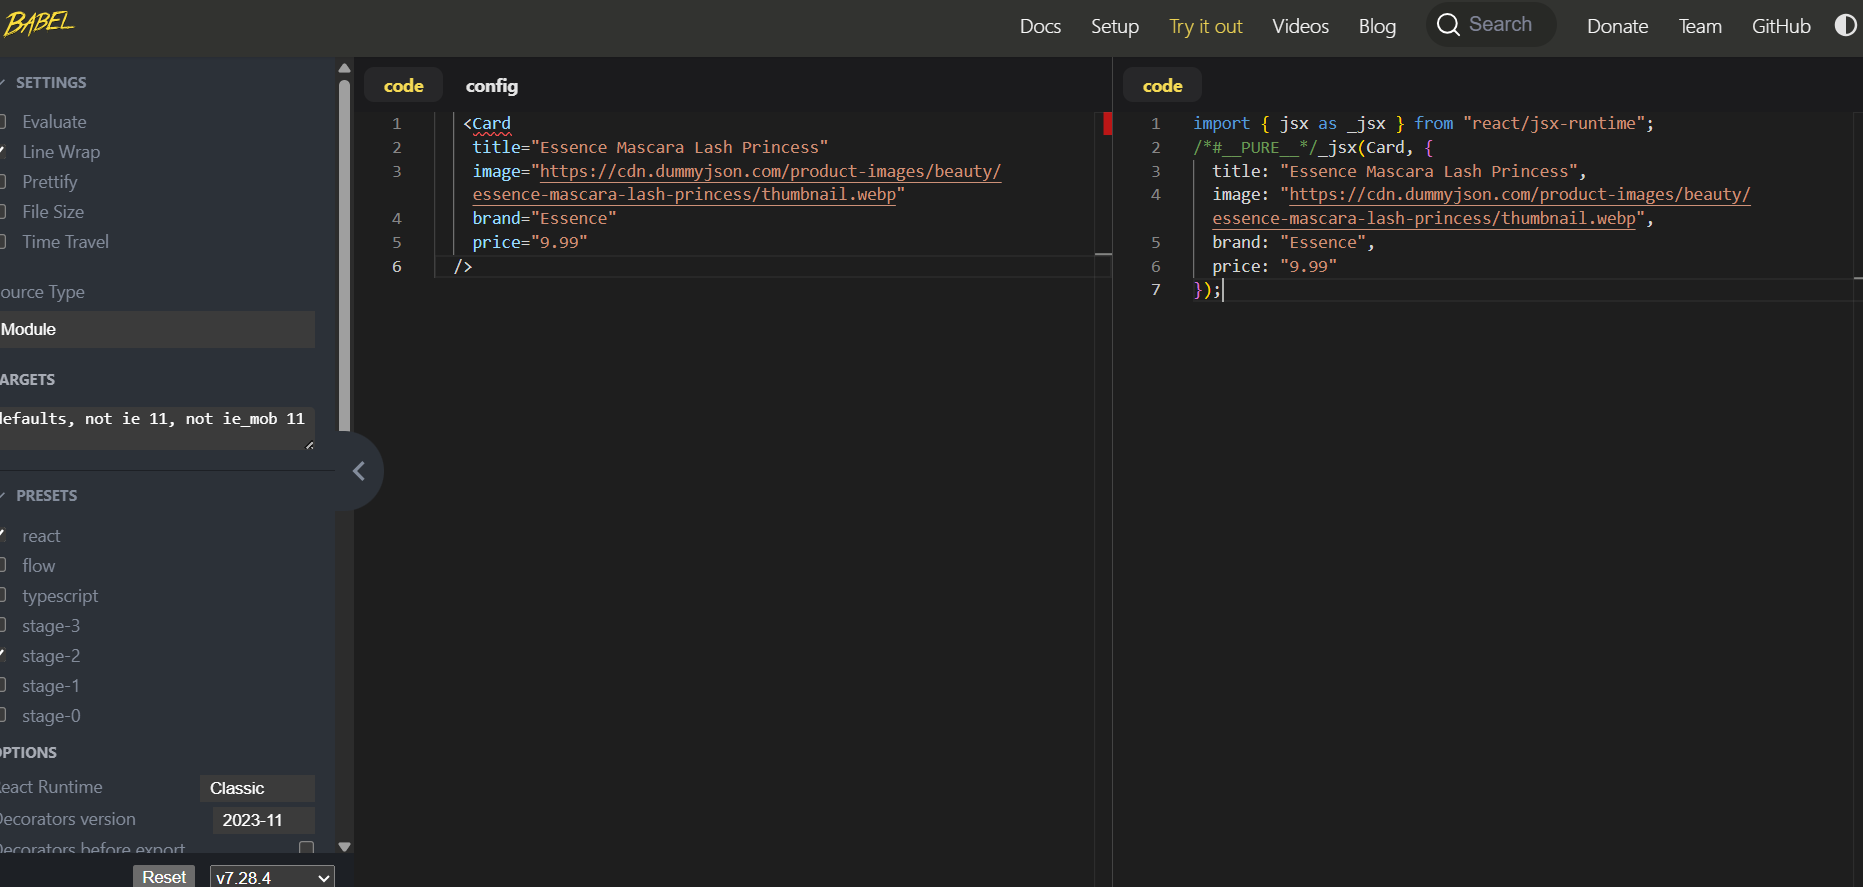 BABEL
Docs Setup Try it out Videos Blog Search Donate Team GitHub
SETTINGS
Evaluate
Line Wrap
Prettify
File Size
Time Travel
ource Type
Module
ARGETS
defaults, not ie 11, not ie_mob 11
PRESETS
react
flow
typescript
stage-3
stage-2
stage-1
stage-0
OPTIONS
React Runtime Classic
Decorators version 2023-11
Decorators before export
Reset v7.28.4
code config
1 <Card
2 title="Essence Mascara Lash Princess"
3 image="https://cdn.dummyjson.com/product-images/beauty/
essence-mascara-lash-princess/thumbnail.webp"
4 brand="Essence"
5 price="9.99"
6 />
code
1 import { jsx as _jsx } from "react/jsx-runtime";
2 /*#__PURE__*/_jsx(Card, {
3 title: "Essence Mascara Lash Princess",
4 image: "https://cdn.dummyjson.com/product-images/beauty/
essence-mascara-lash-princess/thumbnail.webp",
5 brand: "Essence",
6 price: "9.99"
7 });